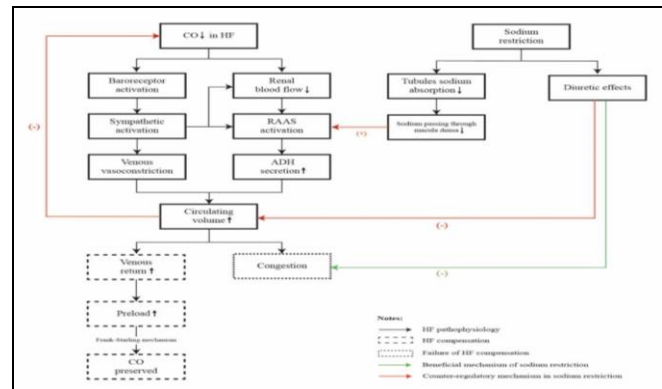 CO↓ in HF
Sodium
restriction
Baroreceptor
activation
Renal
blood flow↓
Tubules sodium
absorption↓
Diuretic effects
Sympathetic
activation
RAAS
activation
(+)
Sodium passing through
macula densa↓
(-)
Venous
vasoconstriction
ADH
secretion↑
Circulating
volume↑
(-)
Venous
return↑
Congestion
(-)
Preload↑
Frank-Starling mechanism
CO
preserved
Notes:
HF pathophysiology
HF compensation
Failure of HF compensation
Beneficial mechanism of sodium restriction
Counter-regulatory mechanism in sodium restriction